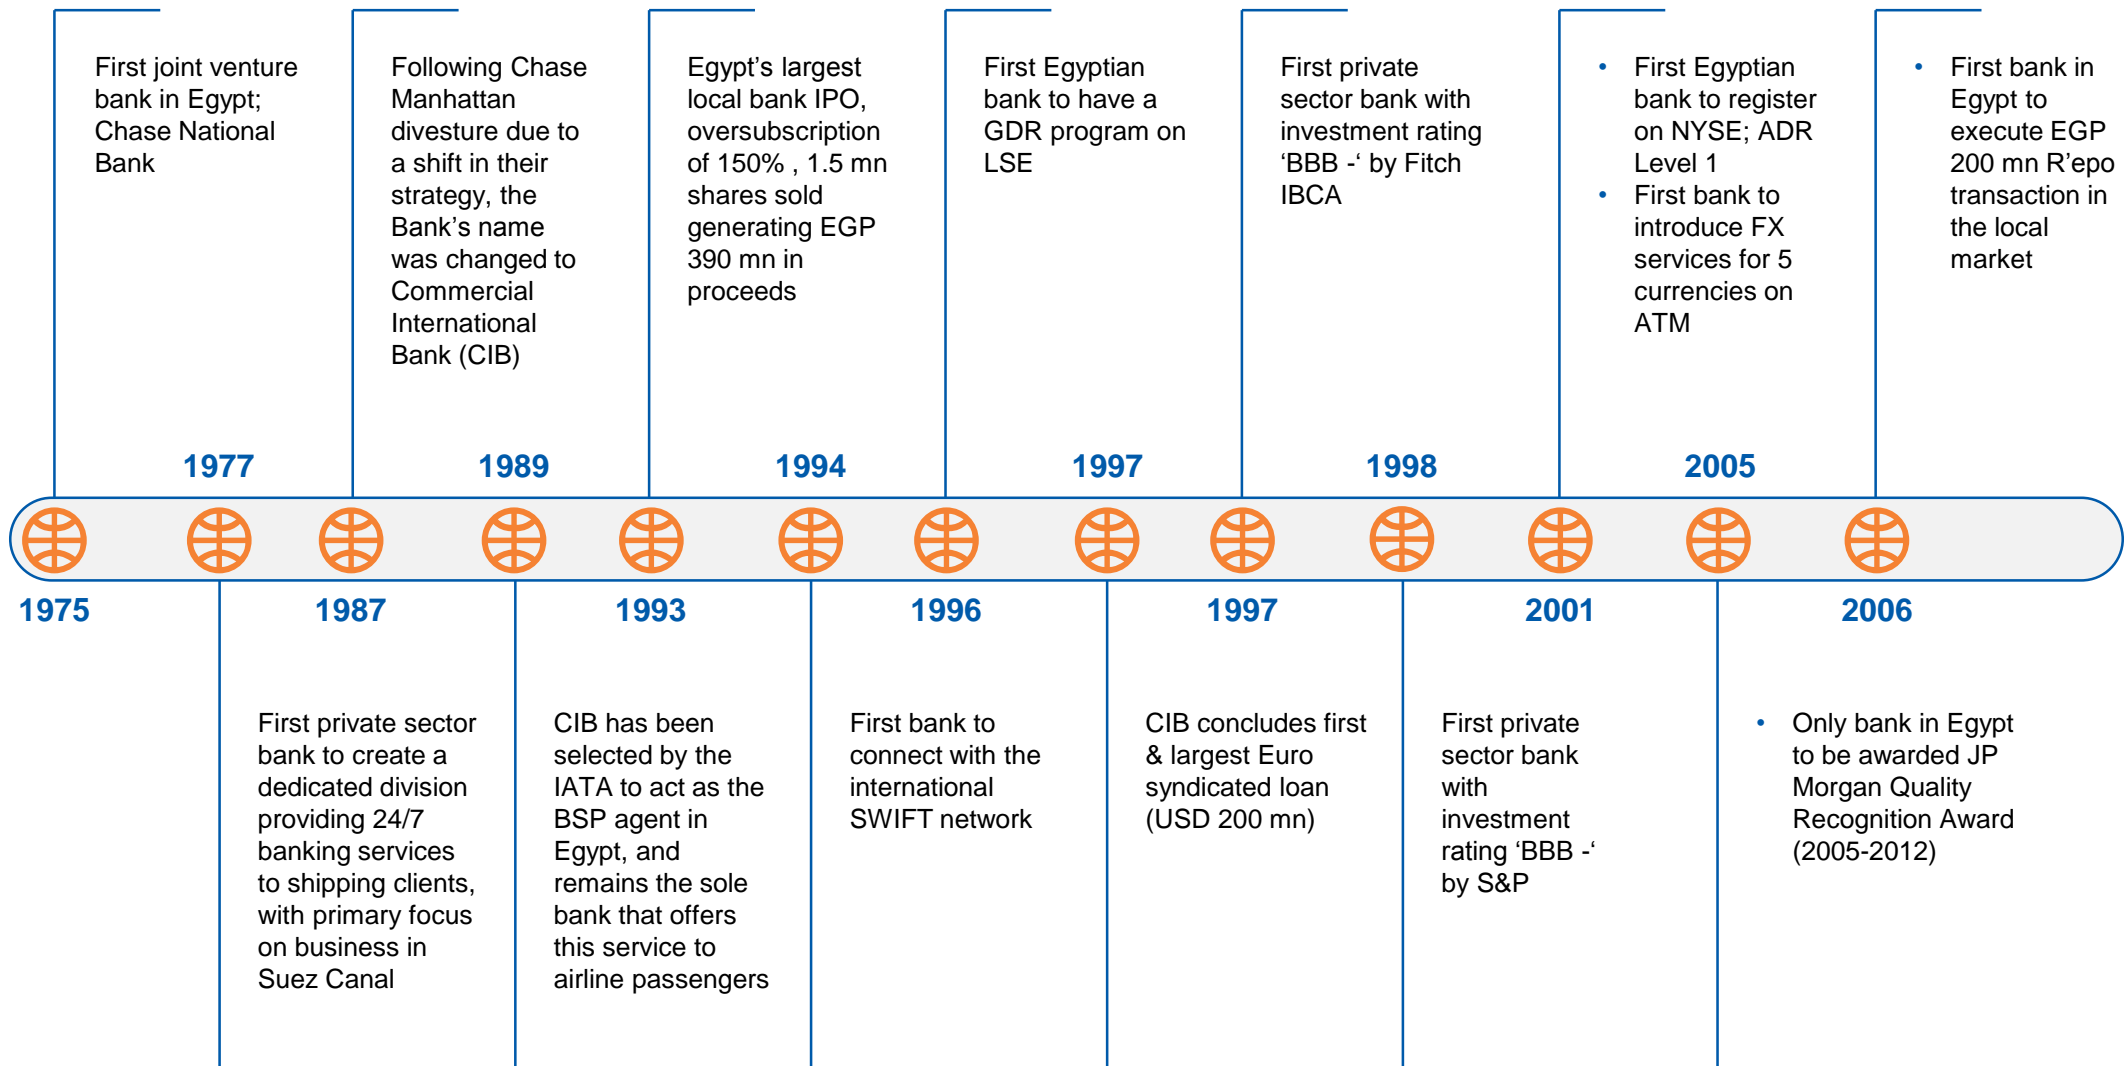 First joint venture
bank in Egypt;
Chase National
Bank
Following Chase
Manhattan
divesture due to
a shift in their
strategy, the
Bank’s name
was changed to
Commercial
International
Bank (CIB)
Egypt’s largest
local bank IPO,
oversubscription
of 150% , 1.5 mn
shares sold
generating EGP
390 mn in
proceeds
First Egyptian
bank to have a
GDR program on
LSE
First private
sector bank with
investment rating
‘BBB -‘ by Fitch
IBCA
• First Egyptian
bank to register
on NYSE; ADR
Level 1
• First bank to
introduce FX
services for 5
currencies on
ATM
• First bank in
Egypt to
execute EGP
200 mn R’epo
transaction in
the local
market
1977
1989
1994
1997
1998
2005
1975
1987
1993
1996
1997
2001
2006
First private sector
bank to create a
dedicated division
providing 24/7
banking services
to shipping clients,
with primary focus
on business in
Suez Canal
CIB has been
selected by the
IATA to act as the
BSP agent in
Egypt, and
remains the sole
bank that offers
this service to
airline passengers
First bank to
connect with the
international
SWIFT network
CIB concludes first
& largest Euro
syndicated loan
(USD 200 mn)
First private
sector bank
with
investment
rating ‘BBB -‘
by S&P
• Only bank in Egypt
to be awarded JP
Morgan Quality
Recognition Award
(2005-2012)